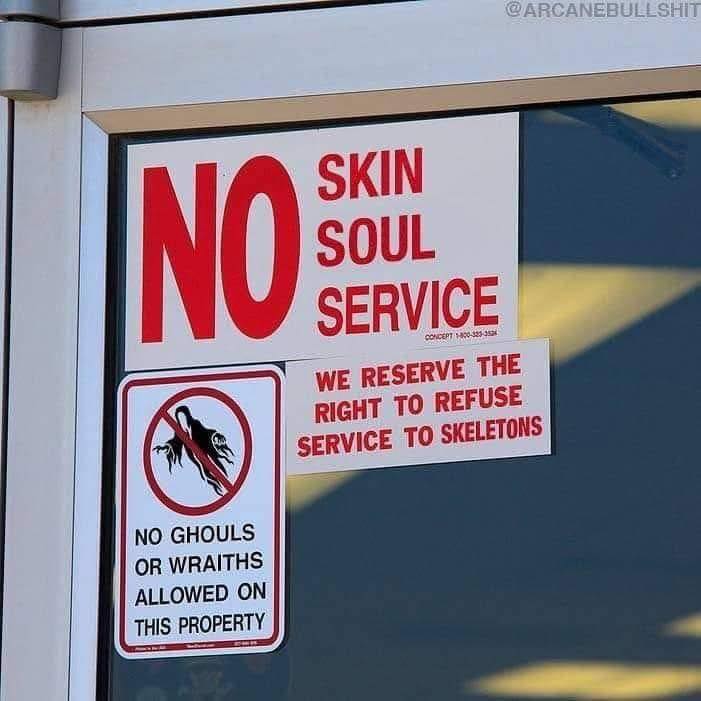 @ARCANEBULLSHIT
NO
SKIN
SOUL
SERVICE
CONCEPT
WE RESERVE THE
RIGHT TO REFUSE
SERVICE TO SKELETONS
NO GHOULS
OR WRAITHS
ALLOWED ON
THIS PROPERTY